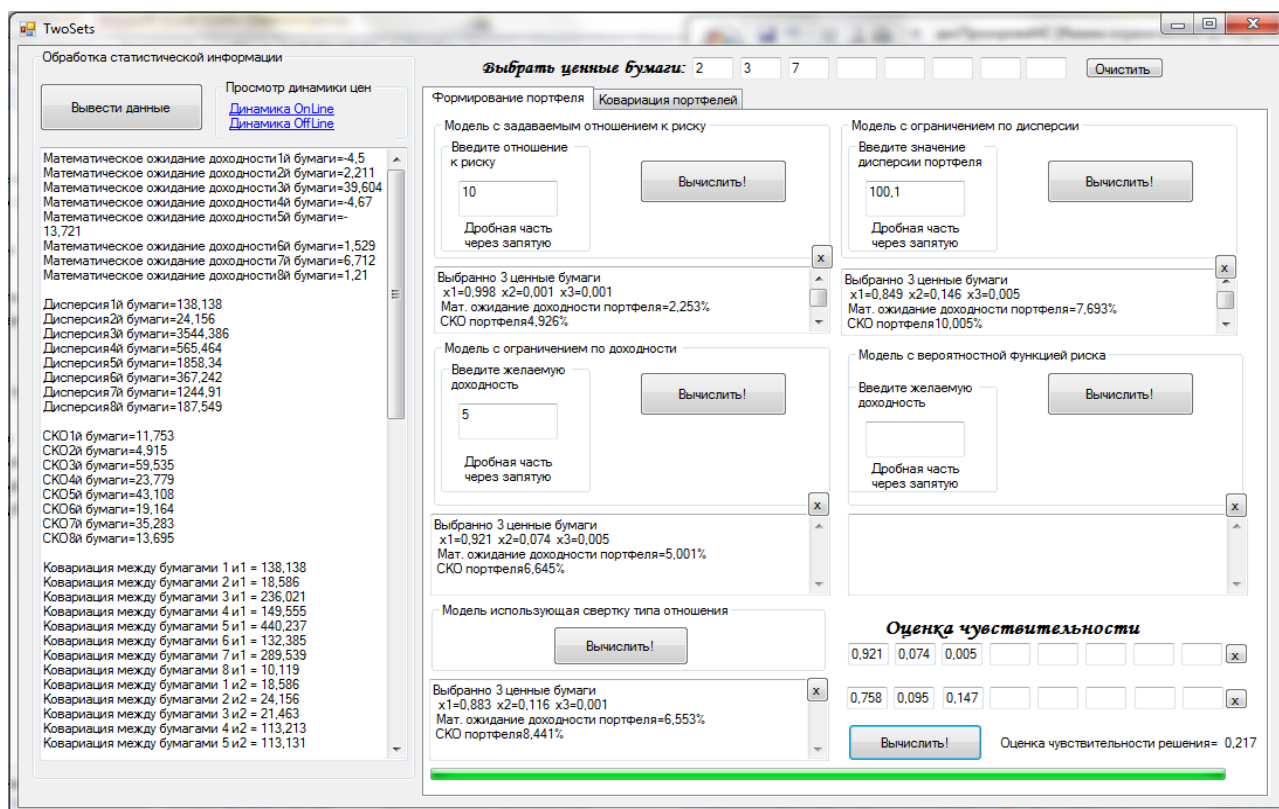 TwoSets
Обработка статистической информации
Вывести данные
Просмотр динамики цен
Динамика OnLine
Динамика OffLine
Математическое ожидание доходности1й бумаги=-4,5
Математическое ожидание доходности2й бумаги=2,211
Математическое ожидание доходности3й бумаги=39,604
Математическое ожидание доходности4й бумаги=-4,67
Математическое ожидание доходности5й бумаги=-
13,721
Математическое ожидание доходности6й бумаги=1,529
Математическое ожидание доходности7й бумаги=6,712
Математическое ожидание доходности8й бумаги=1,21
Дисперсия1й бумаги=138,138
Дисперсия2й бумаги=24,156
Дисперсия3й бумаги=3544,386
Дисперсия4й бумаги=565,464
Дисперсия5й бумаги=1858,34
Дисперсия6й бумаги=367,242
Дисперсия7й бумаги=1244,91
Дисперсия8й бумаги=187,549
СКО1й бумаги=11,753
СКО2й бумаги=4,915
СКО3й бумаги=59,535
СКО4й бумаги=23,779
СКО5й бумаги=43,108
СКО6й бумаги=19,164
СКО7й бумаги=35,283
СКО8й бумаги=13,695
Ковариация между бумагами 1 и1 = 138,138
Ковариация между бумагами 2 и1 = 18,586
Ковариация между бумагами 3 и1 = 236,021
Ковариация между бумагами 4 и1 = 149,555
Ковариация между бумагами 5 и1 = 440,237
Ковариация между бумагами 6 и1 = 132,385
Ковариация между бумагами 7 и1 = 289,539
Ковариация между бумагами 8 и1 = 10,119
Ковариация между бумагами 1 и2 = 18,586
Ковариация между бумагами 2 и2 = 24,156
Ковариация между бумагами 3 и2 = 21,463
Ковариация между бумагами 4 и2 = 113,213
Ковариация между бумагами 5 и2 = 113,131
Выбрать ценные бумаги: 2 3 7 Очистить
Формирование портфеля Ковариация портфелей
Модель с задаваемым отношением к риску
Введите отношение
к риску
10
Дробная часть
через запятую
Вычислить!
x
Выбранно 3 ценные бумаги
x1=0,998 x2=0,001 x3=0,001
Мат. ожидание доходности портфеля=2,253%
СКО портфеля4,926%
Модель с ограничением по дисперсии
Введите значение
дисперсии портфеля
100,1
Дробная часть
через запятую
Вычислить!
x
Выбранно 3 ценные бумаги
x1=0,849 x2=0,146 x3=0,005
Мат. ожидание доходности портфеля=7,693%
СКО портфеля10,005%
Модель с ограничением по доходности
Введите желаемую
доходность
5
Дробная часть
через запятую
Вычислить!
x
Выбранно 3 ценные бумаги
x1=0,921 x2=0,074 x3=0,005
Мат. ожидание доходности портфеля=5,001%
СКО портфеля6,645%
Модель с вероятностной функцией риска
Введите желаемую
доходность
Дробная часть
через запятую
Вычислить!
x
Модель использующая свертку типа отношения
Вычислить!
x
Выбранно 3 ценные бумаги
x1=0,883 x2=0,116 x3=0,001
Мат. ожидание доходности портфеля=6,553%
СКО портфеля8,441%
Оценка чувствительности
0,921 0,074 0,005 x
0,758 0,095 0,147 x
Вычислить! Оценка чувствительности решения= 0,217